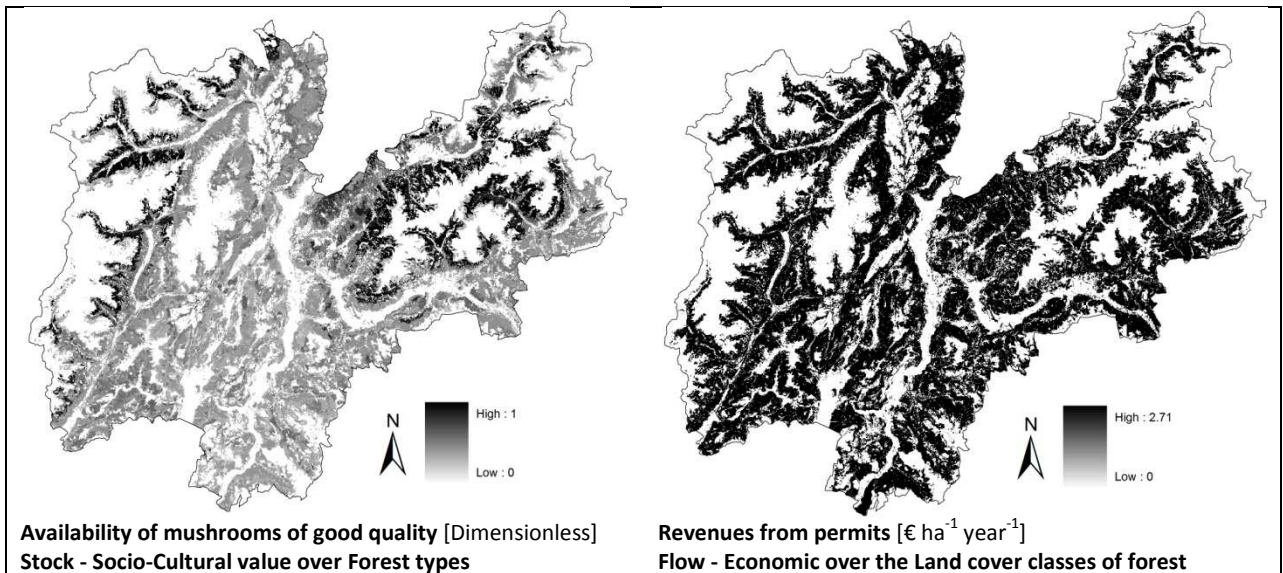 N
High : 1
Low : 0
N
High : 2.71
Low : 0
Availability of mushrooms of good quality [Dimensionless]
Stock - Socio-Cultural value over Forest types
Revenues from permits [€ ha⁻¹ year⁻¹]
Flow - Economic over the Land cover classes of forest